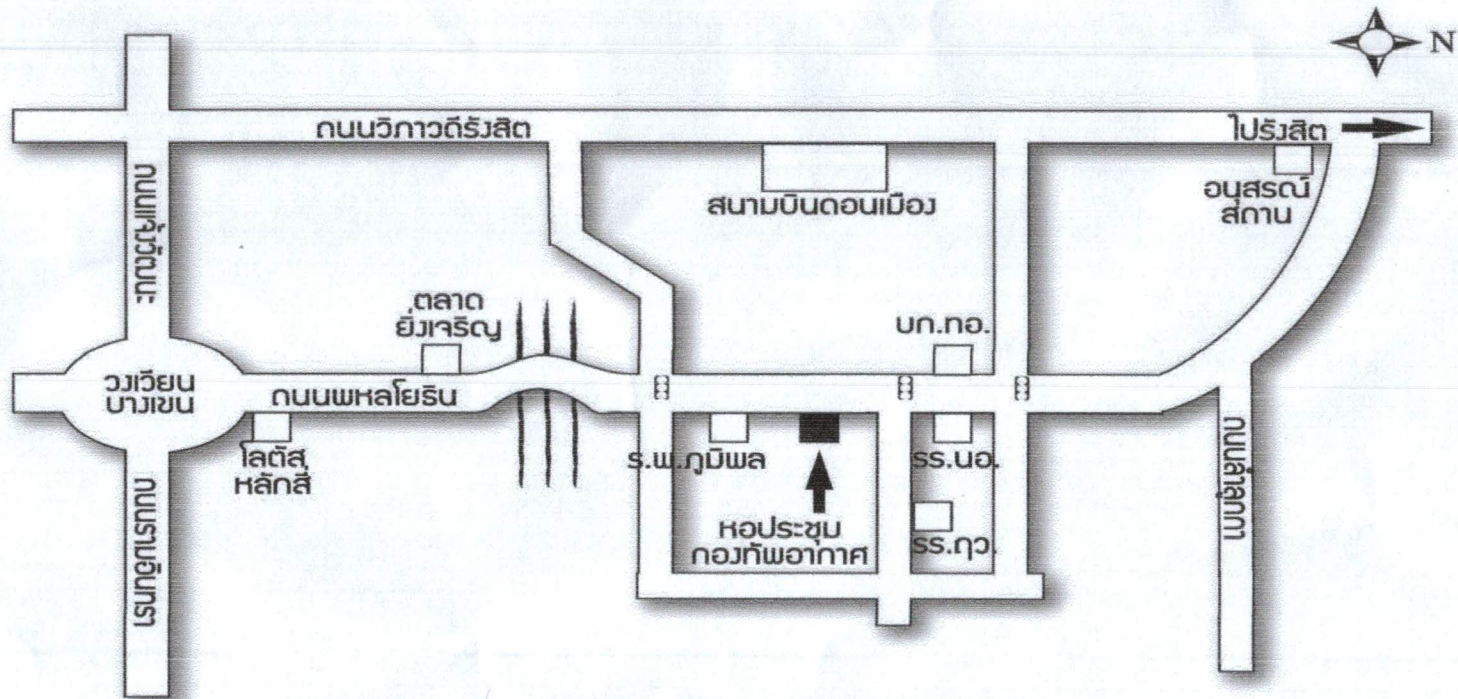 N
ถนนวิภาวดีรังสิต
ไปรังสิต
ถนนแจ้งวัฒนะ
สนามบินดอนเมือง
อนุสรณ์
สถาน
ตลาด
ยิ่งเจริญ
บก.ทอ.
วงเวียน
บางเขน
ถนนพหลโยธิน
โลตัส
หลักสี่
ร.พ.ภูมิพล
รร.นอ.
ถนนลำลูกกา
หอประชุม
กองทัพอากาศ
รร.ฤว.
ถนนรามอินทรา